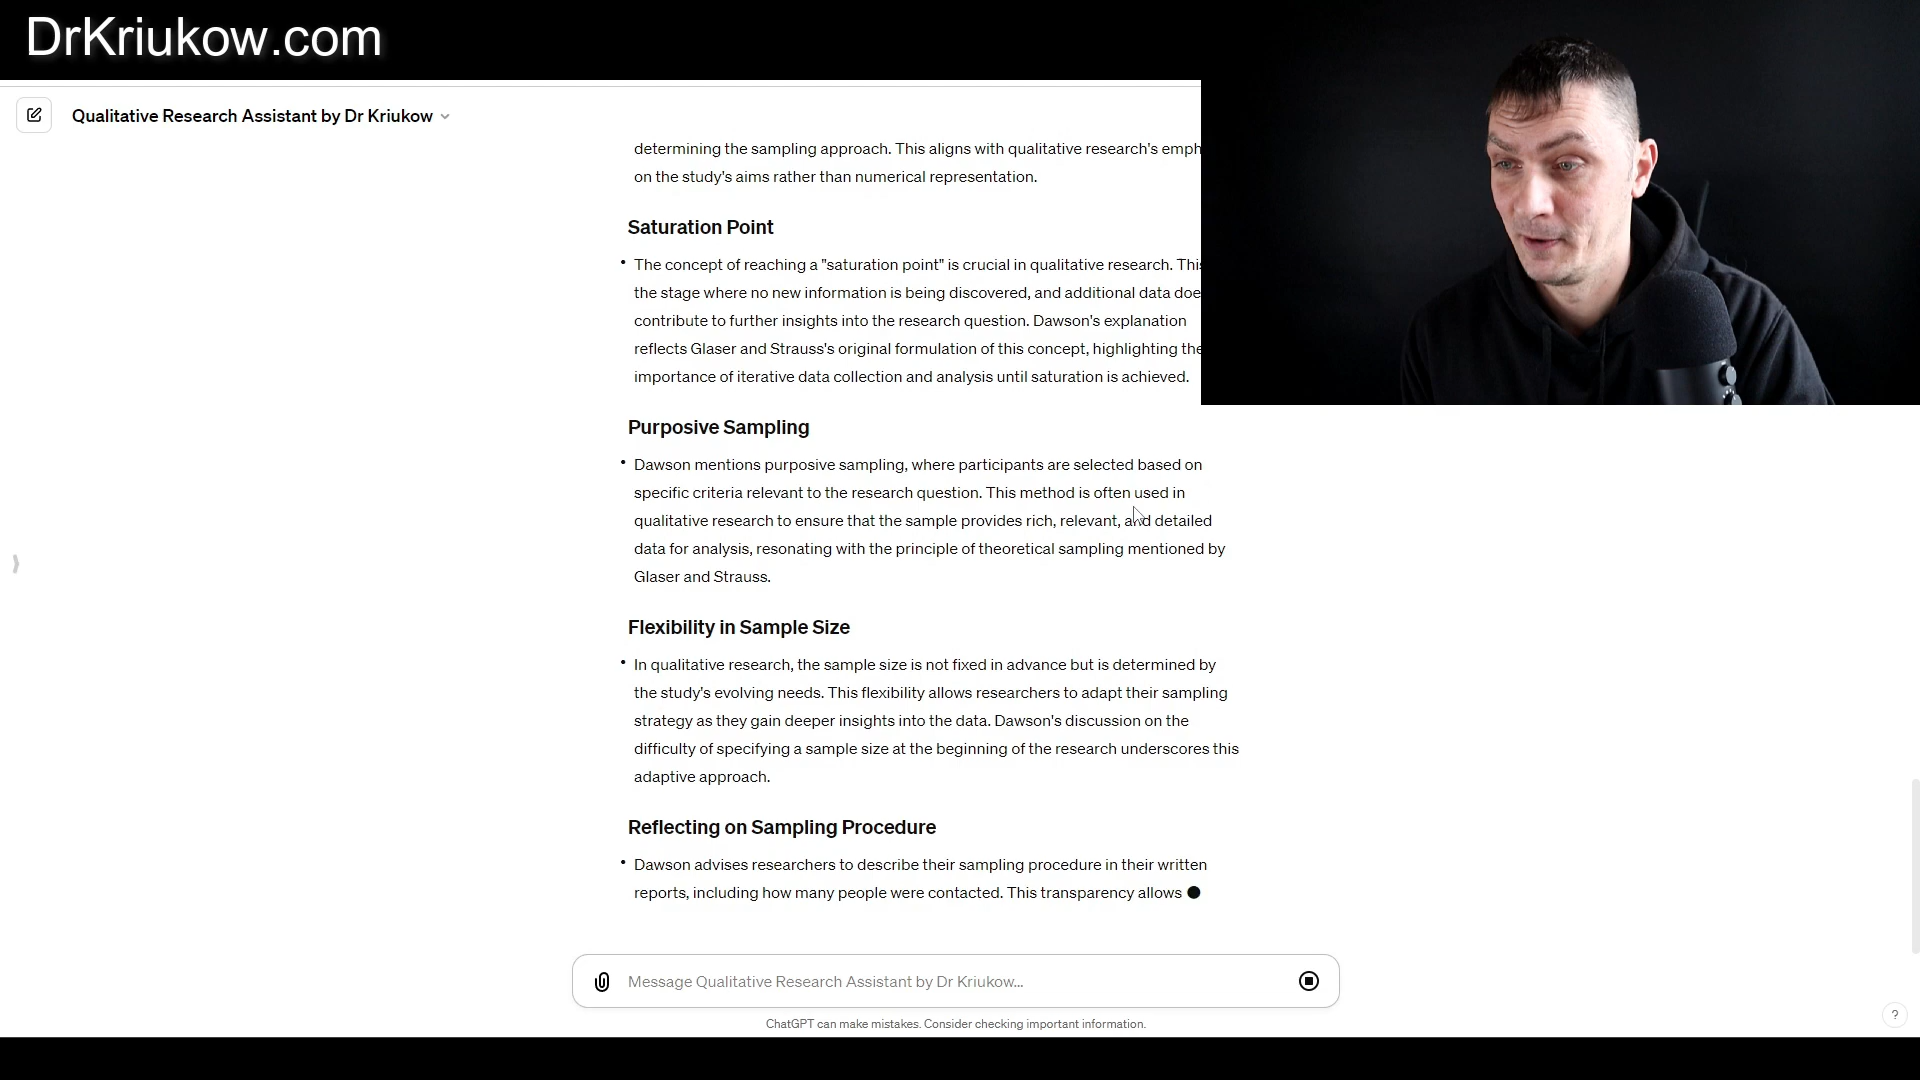 DrKriukow.com
Qualitative Research Assistant by Dr Kriukow
determining the sampling approach. This aligns with qualitative research's
on the study's aims rather than numerical representation.
Saturation Point
• The concept of reaching a "saturation point" is crucial in qualitative research.
the stage where no new information is being discovered, and additional data
contribute to further insights into the research question. Dawson's explanation
reflects Glaser and Strauss's original formulation of this concept, highlighting the
importance of iterative data collection and analysis until saturation is achieved.
Purposive Sampling
• Dawson mentions purposive sampling, where participants are selected based on
specific criteria relevant to the research question. This method is often used in
qualitative research to ensure that the sample provides rich, relevant, and detailed
data for analysis, resonating with the principle of theoretical sampling mentioned by
Glaser and Strauss.
Flexibility in Sample Size
• In qualitative research, the sample size is not fixed in advance but is determined by
the study's evolving needs. This flexibility allows researchers to adapt their sampling
strategy as they gain deeper insights into the data. Dawson's discussion on the
difficulty of specifying a sample size at the beginning of the research underscores this
adaptive approach.
Reflecting on Sampling Procedure
• Dawson advises researchers to describe their sampling procedure in their written
reports, including how many people were contacted. This transparency allows
Message Qualitative Research Assistant by Dr Kriukow...
ChatGPT can make mistakes. Consider checking important information.
?